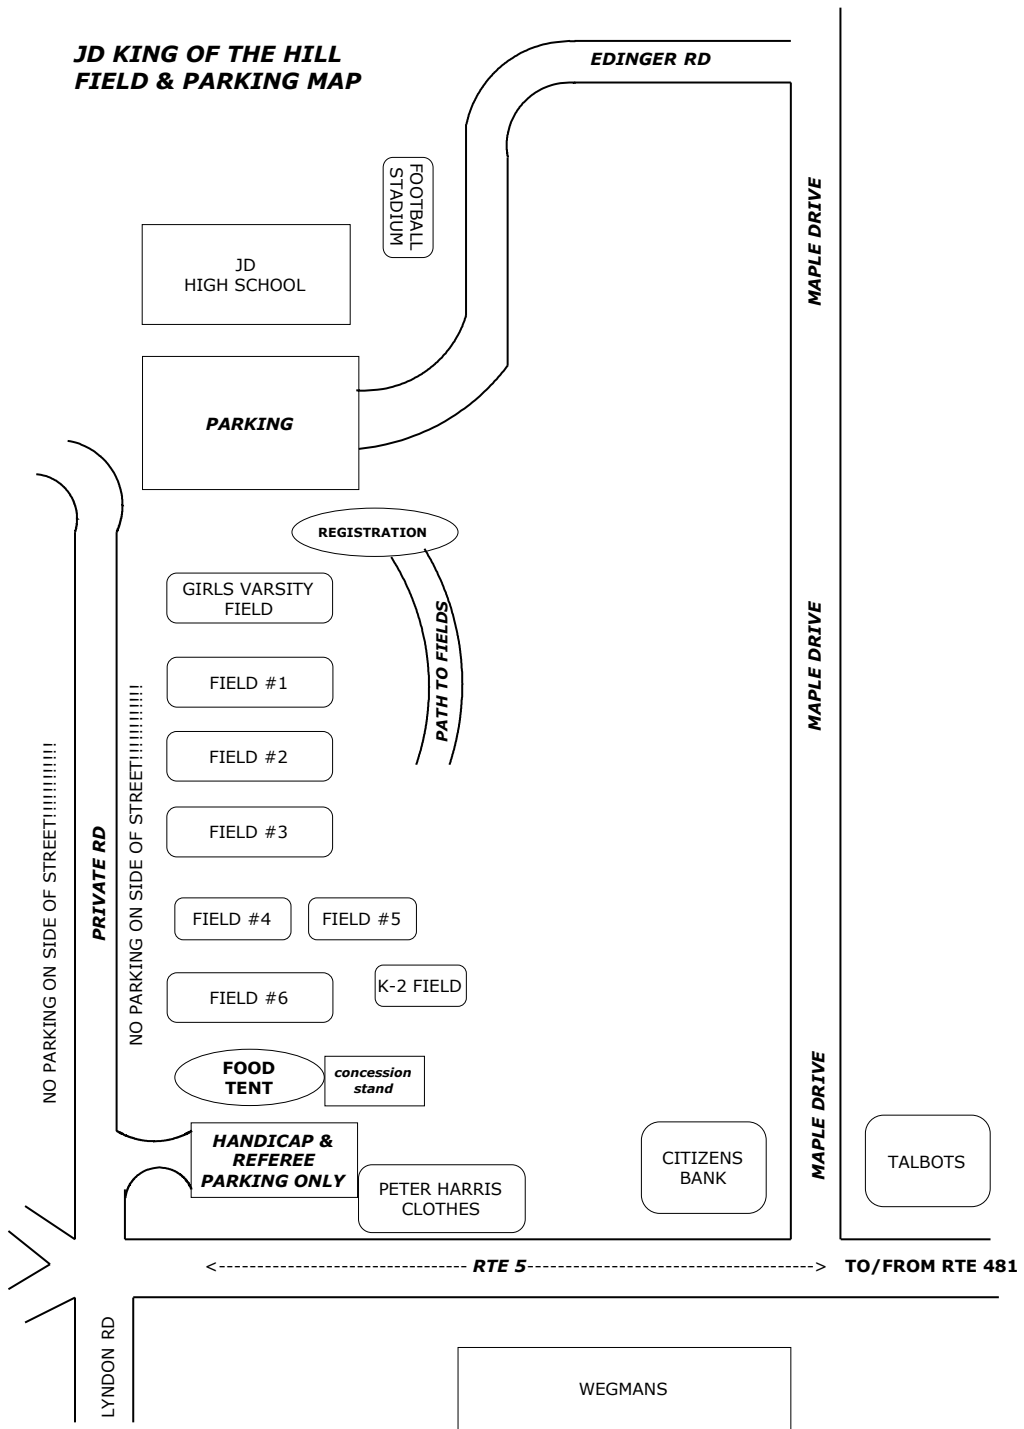 JD KING OF THE HILL
FIELD & PARKING MAP
EDINGER RD
FOOTBALL
STADIUM
MAPLE DRIVE
JD
HIGH SCHOOL
PARKING
REGISTRATION
GIRLS VARSITY
FIELD
PATH TO FIELDS
MAPLE DRIVE
FIELD #1
FIELD #2
FIELD #3
NO PARKING ON SIDE OF STREET!!!!!!!!!!!!!
PRIVATE RD
NO PARKING ON SIDE OF STREET!!!!!!!!!!!!!
FIELD #4
FIELD #5
FIELD #6
K-2 FIELD
FOOD
TENT
concession
stand
MAPLE DRIVE
HANDICAP &
REFEREE
PARKING ONLY
PETER HARRIS
CLOTHES
CITIZENS
BANK
TALBOTS
<------------------------------- RTE 5------------------------------------> TO/FROM RTE 481
LYNDON RD
WEGMANS